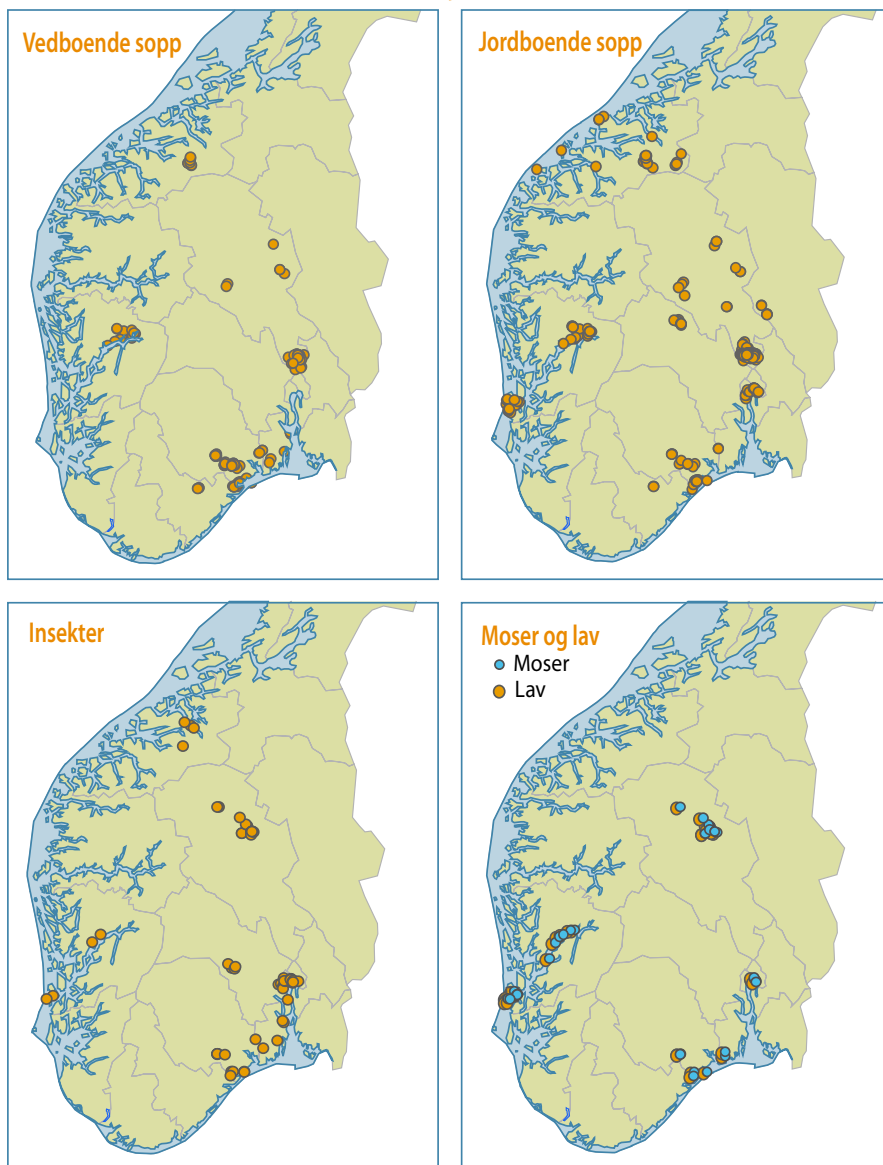 Vedboende sopp
Jordboende sopp
Insekter
Moser og lav
Moser
Lav